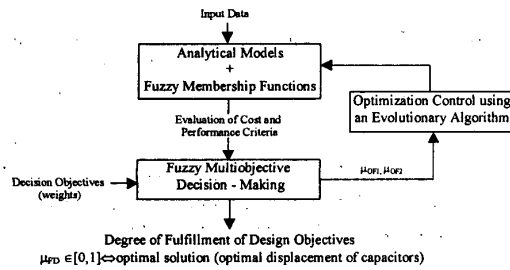 Input Data
Analytical Models
+
Fuzzy Membership Functions
Optimization Control using
an Evolutionary Algorithm
Evaluation of Cost and
Performance Criteria
Decision Objectives
(weights)
Fuzzy Multiobjective
Decision - Making
μOF1, μOF2
Degree of Fulfillment of Design Objectives
μFD ∈[0,1]⇔optimal solution (optimal displacement of capacitors)